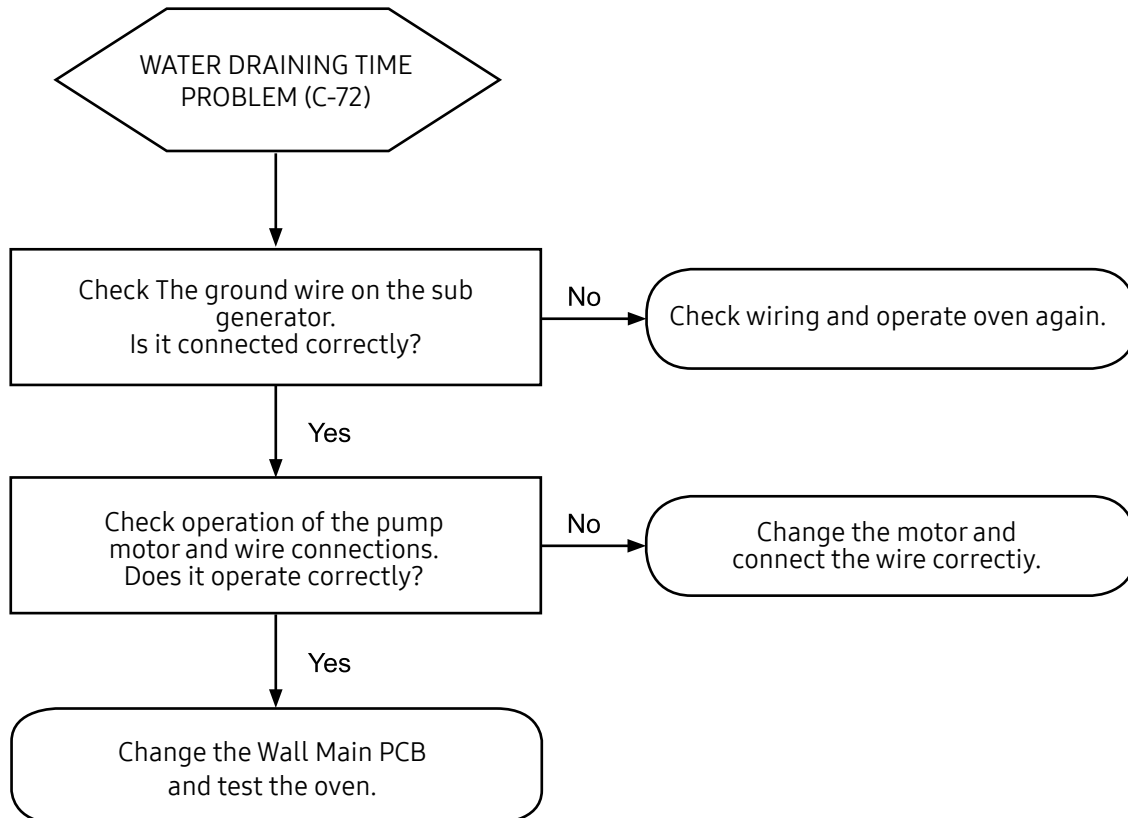 WATER DRAINING TIME
PROBLEM (C-72)
Check The ground wire on the sub
generator.
Is it connected correctly?
No
Check wiring and operate oven again.
Yes
Check operation of the pump
motor and wire connections.
Does it operate correctly?
No
Change the motor and
connect the wire correctiy.
Yes
Change the Wall Main PCB
and test the oven.